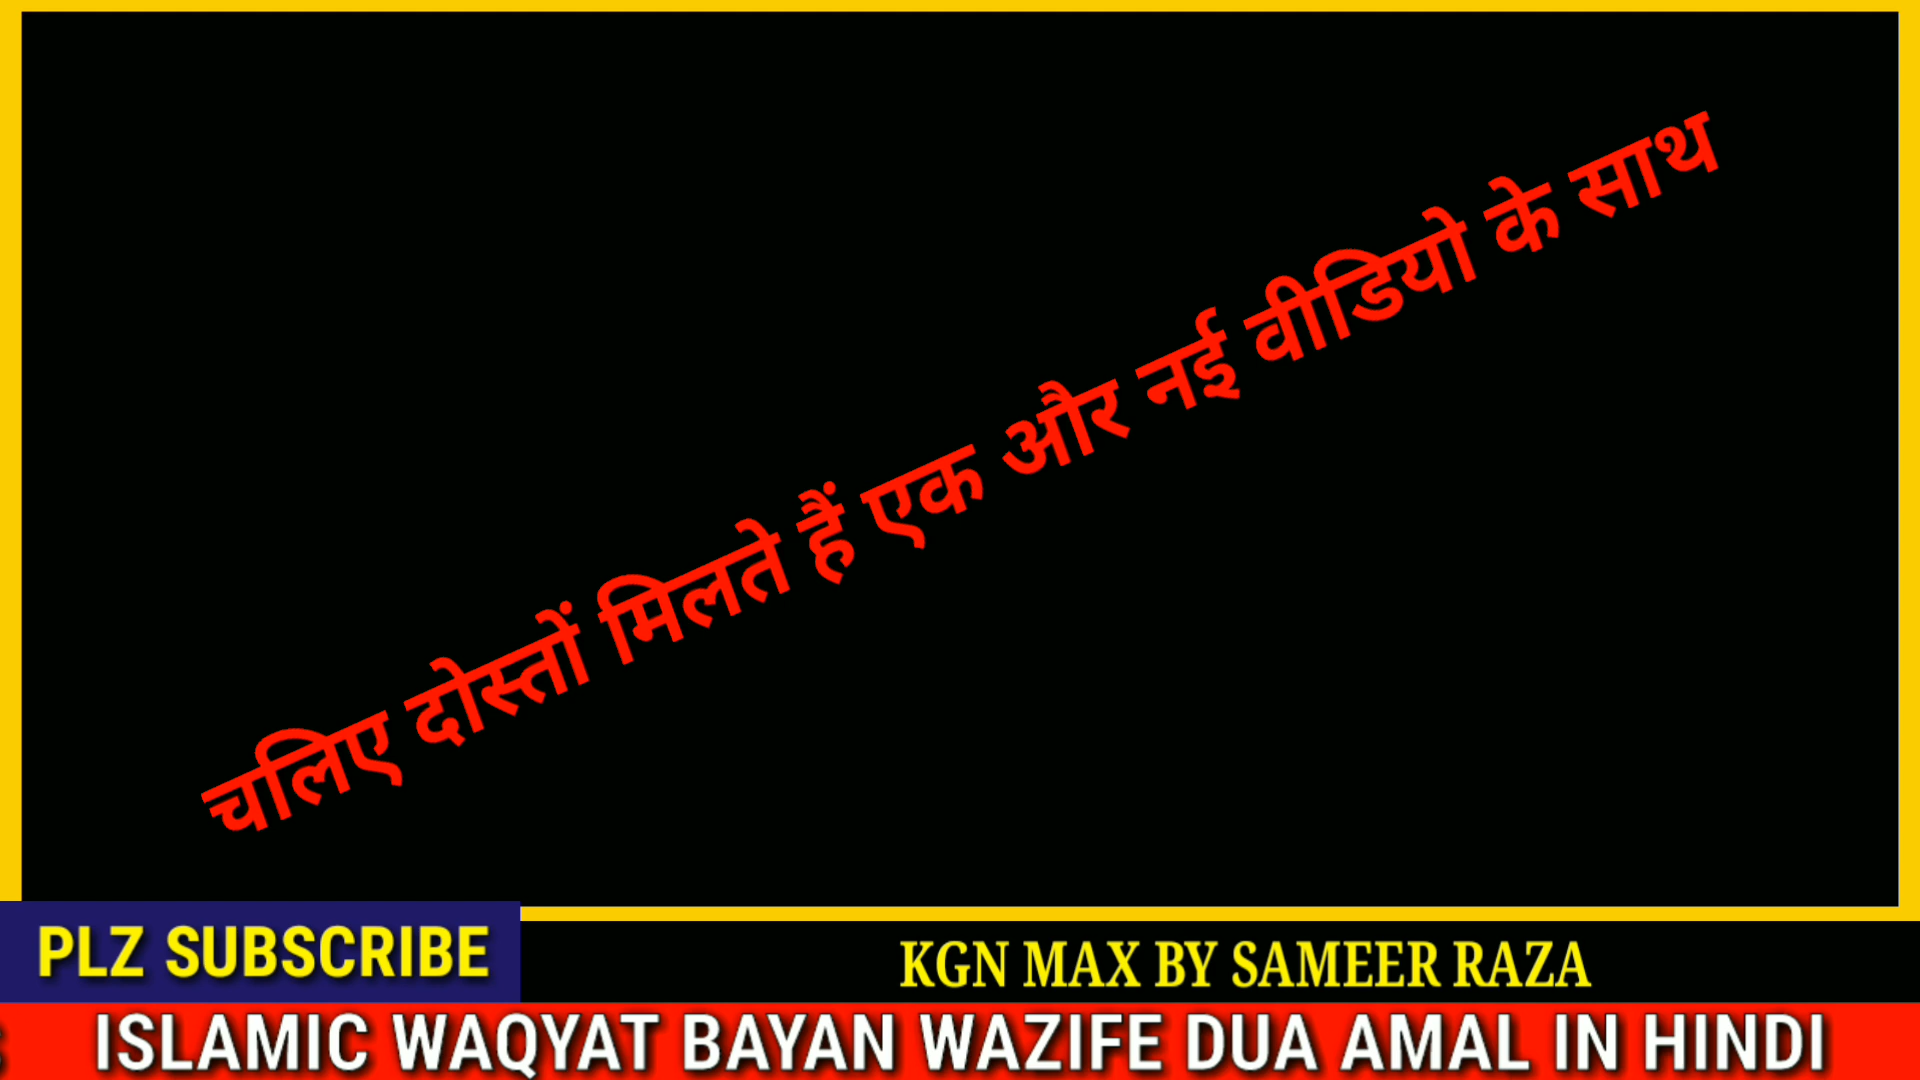 चलिए दोस्तों मिलते हैं एक और नई वीडियो के साथ
PLZ SUBSCRIBE
KGN MAX BY SAMEER RAZA
ISLAMIC WAQYAT BAYAN WAZIFE DUA AMAL IN HINDI